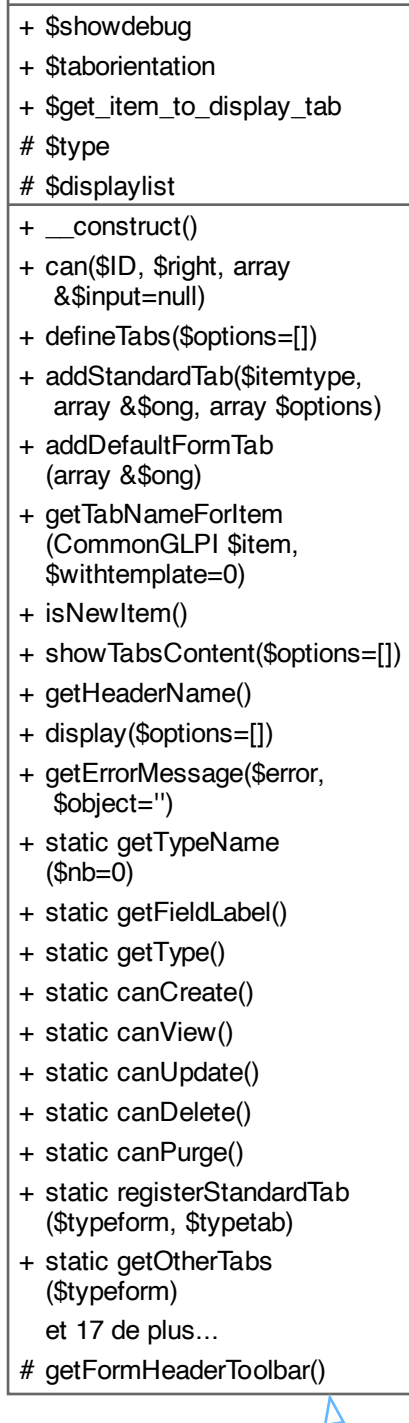 + $showdebug
+ $taborientation
+ $get_item_to_display_tab
# $type
# $displaylist
+ __construct()
+ can($ID, $right, array
&$input=null)
+ defineTabs($options=[])
+ addStandardTab($itemtype,
array &$ong, array $options)
+ addDefaultFormTab
(array &$ong)
+ getTabNameForItem
(CommonGLPI $item,
$withtemplate=0)
+ isNewItem()
+ showTabsContent($options=[])
+ getHeaderName()
+ display($options=[])
+ getErrorMessage($error,
$object='')
+ static getTypeName
($nb=0)
+ static getFieldLabel()
+ static getType()
+ static canCreate()
+ static canView()
+ static canUpdate()
+ static canDelete()
+ static canPurge()
+ static registerStandardTab
($typeform, $typetab)
+ static getOtherTabs
($typeform)
et 17 de plus...
# getFormHeaderToolbar()